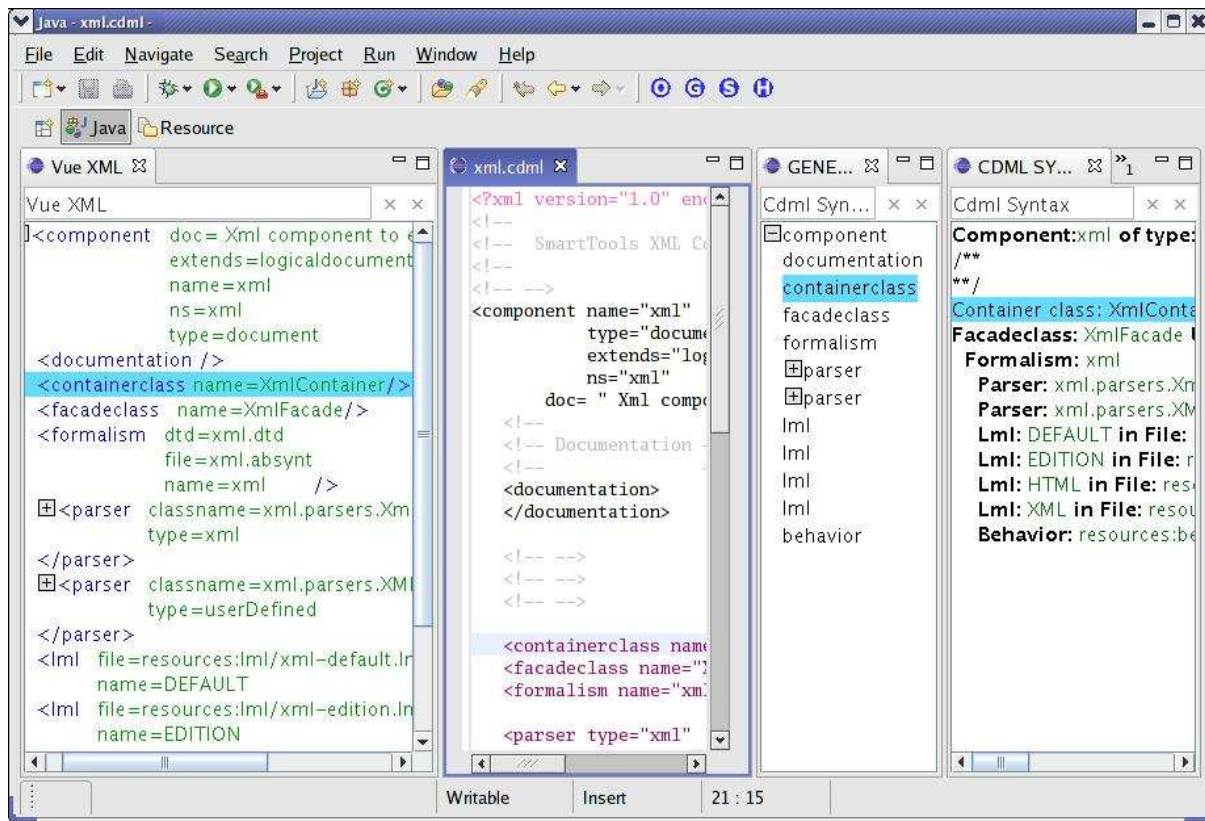 Java - xml.cdml -
File Edit Navigate Search Project Run Window Help
Java Resource
Vue XML
Vue XML
<component doc= Xml component to
extends=logicaldocument
name=xml
ns=xml
type=document
<documentation />
<containerclass name=XmlContainer/>
<facadeclass name=XmlFacade/>
<formalism dtd=xml.dtd
file=xml.absynt
name=xml />
<parser classname=xml.parsers.Xm
type=xml
</parser>
<parser classname=xml.parsers.XMl
type=userDefined
</parser>
<lml file=resources:lml/xml-default.
name=DEFAULT
<lml file=resources:lml/xml-edition.
name=EDITION
xml.cdml
<?xml version="1.0" en
<!--
<!-- SmartTools XML C
<!--
<!-- -->
<component name="xml"
type="docume
extends="log
ns="xml"
doc= " Xml compo
<!--
<!-- Documentation -
<!-- -
<documentation>
</documentation>
<!-- -->
<!-- -->
<!-- -->
<containerclass name
<facadeclass name="
<formalism name="xml
<parser type="xml"
GENE...
Cdml Syn...
component
documentation
containerclass
facadeclass
formalism
parser
parser
lml
lml
lml
lml
behavior
CDML SY... »1
Cdml Syntax
Component:xml of type:
/**
**/
Container class: XmlConta
Facadeclass: XmlFacade
Formalism: xml
Parser: xml.parsers.Xm
Parser: xml.parsers.XM
Lml: DEFAULT in File:
Lml: EDITION in File: r
Lml: HTML in File: res
Lml: XML in File: resou
Behavior: resources:be
Writable Insert 21 : 15